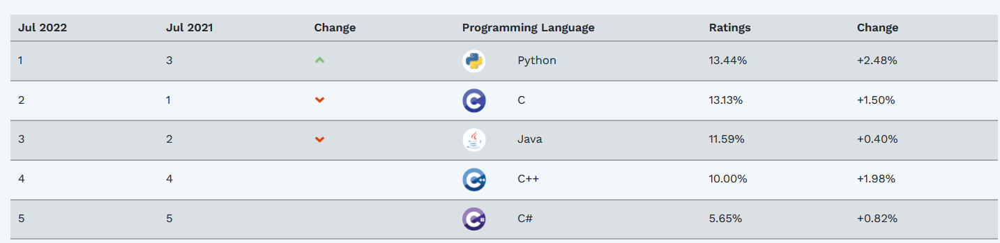 Jul 2022 Jul 2021 Change Programming Language Ratings Change
1 3 Python 13.44% +2.48%
2 1 C 13.13% +1.50%
3 2 Java 11.59% +0.40%
4 4 C++ 10.00% +1.98%
5 5 C# 5.65% +0.82%